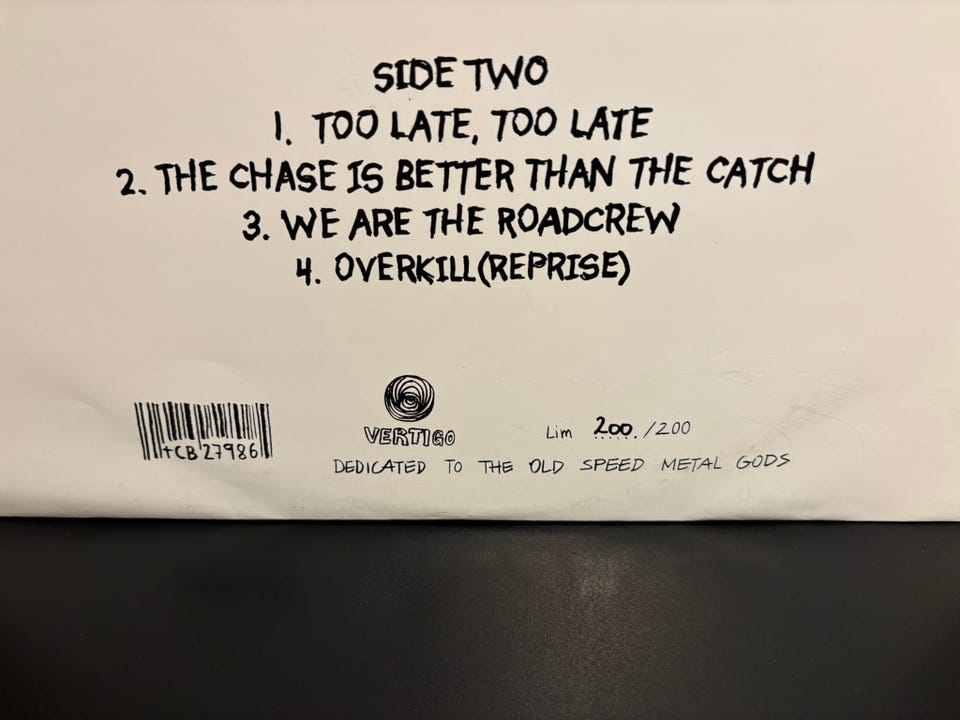 SIDE TWO
1. TOO LATE, TOO LATE
2. THE CHASE IS BETTER THAN THE CATCH
3. WE ARE THE ROADCREW
4. OVERKILL(REPRISE)
+CB 27986
VERTIGO
Lim 200./200
DEDICATED TO THE OLD SPEED METAL GODS